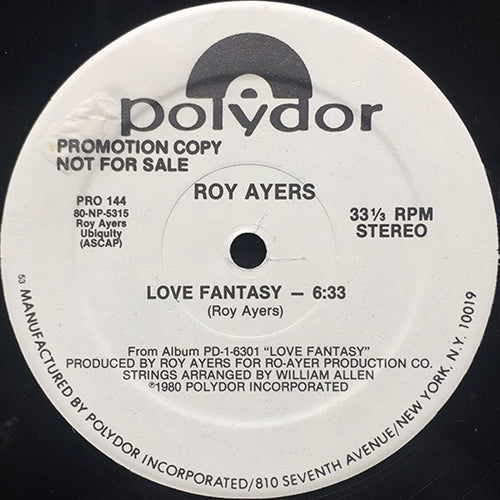 polydor
PROMOTION COPY
NOT FOR SALE
ROY AYERS
PRO 144
80-NP-5315
Roy Ayers
Ubiquity
(ASCAP)
33 1/3 RPM
STEREO
LOVE FANTASY – 6:33
(Roy Ayers)
From Album PD-1-6301 "LOVE FANTASY"
PRODUCED BY ROY AYERS FOR RO-AYER PRODUCTION CO.
STRINGS ARRANGED BY WILLIAM ALLEN
℗1980 POLYDOR INCORPORATED
53 MANUFACTURED BY POLYDOR INCORPORATED/810 SEVENTH AVENUE/NEW YORK, N.Y. 10019